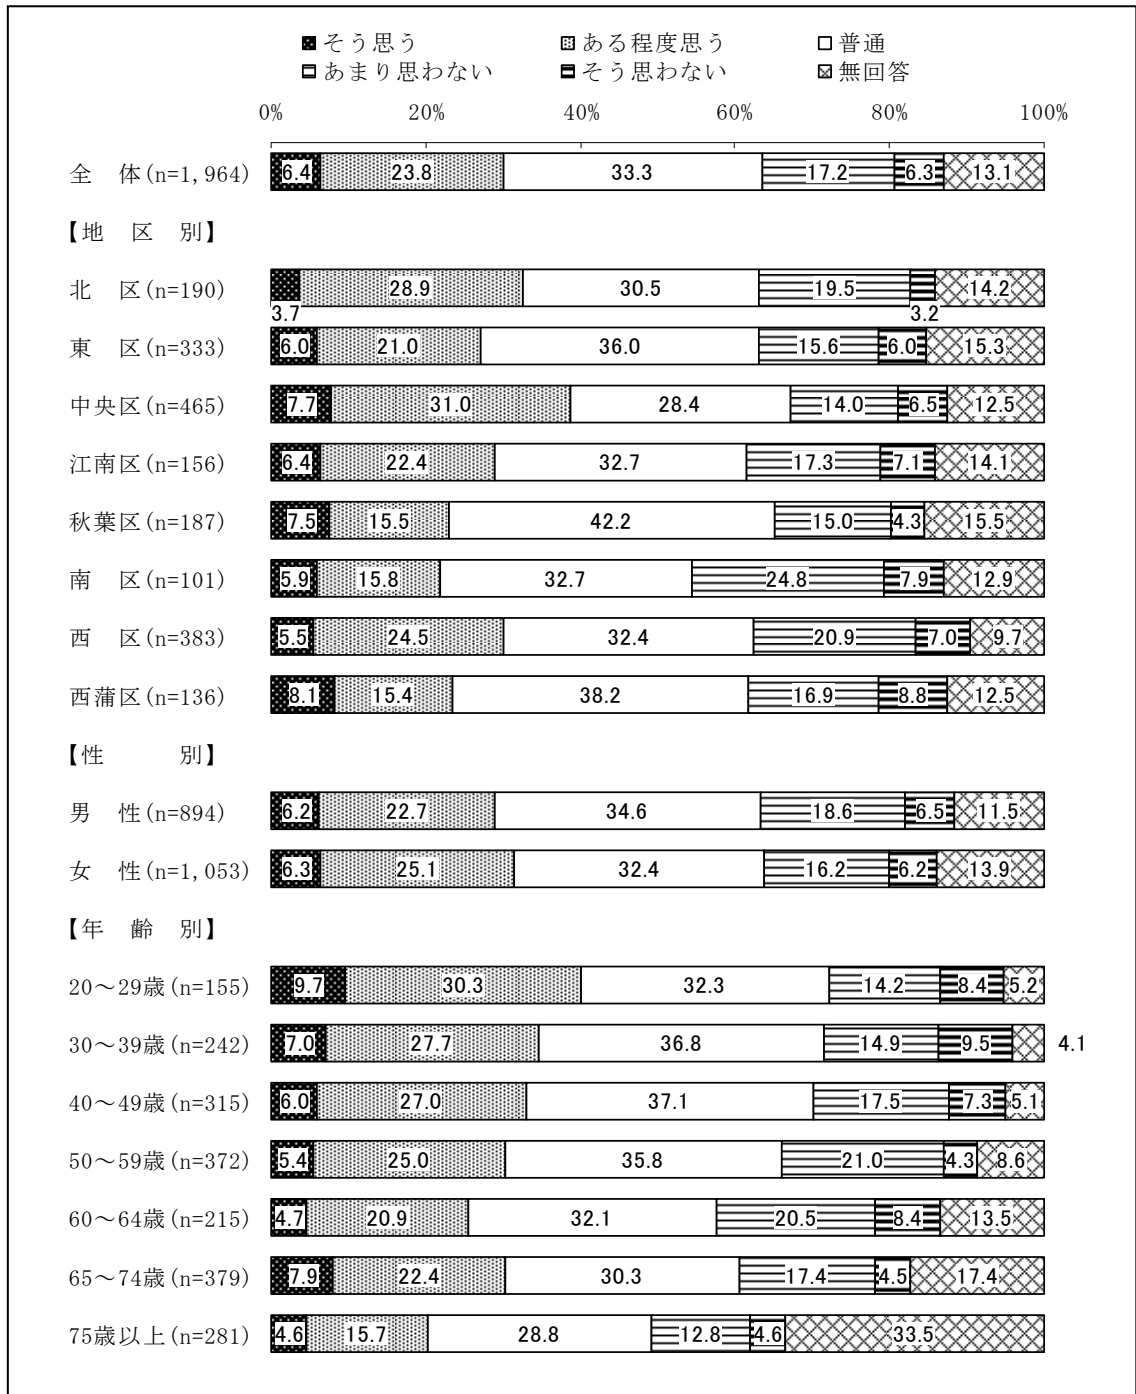 そう思う ある程度思う 普通
あまり思わない そう思わない 無回答
0% 20% 40% 60% 80% 100%
全 体(n=1,964) 6.4 23.8 33.3 17.2 6.3 13.1
【地 区 別】
北 区(n=190) 28.9 30.5 19.5 14.2
3.7 3.2
東 区(n=333) 6.0 21.0 36.0 15.6 6.0 15.3
中央区(n=465) 7.7 31.0 28.4 14.0 6.5 12.5
江南区(n=156) 6.4 22.4 32.7 17.3 7.1 14.1
秋葉区(n=187) 7.5 15.5 42.2 15.0 4.3 15.5
南 区(n=101) 5.9 15.8 32.7 24.8 7.9 12.9
西 区(n=383) 5.5 24.5 32.4 20.9 7.0 9.7
西蒲区(n=136) 8.1 15.4 38.2 16.9 8.8 12.5
【性 別】
男 性(n=894) 6.2 22.7 34.6 18.6 6.5 11.5
女 性(n=1,053) 6.3 25.1 32.4 16.2 6.2 13.9
【年 齢 別】
20～29歳(n=155) 9.7 30.3 32.3 14.2 8.4 5.2
30～39歳(n=242) 7.0 27.7 36.8 14.9 9.5 4.1
40～49歳(n=315) 6.0 27.0 37.1 17.5 7.3 5.1
50～59歳(n=372) 5.4 25.0 35.8 21.0 4.3 8.6
60～64歳(n=215) 4.7 20.9 32.1 20.5 8.4 13.5
65～74歳(n=379) 7.9 22.4 30.3 17.4 4.5 17.4
75歳以上(n=281) 4.6 15.7 28.8 12.8 4.6 33.5